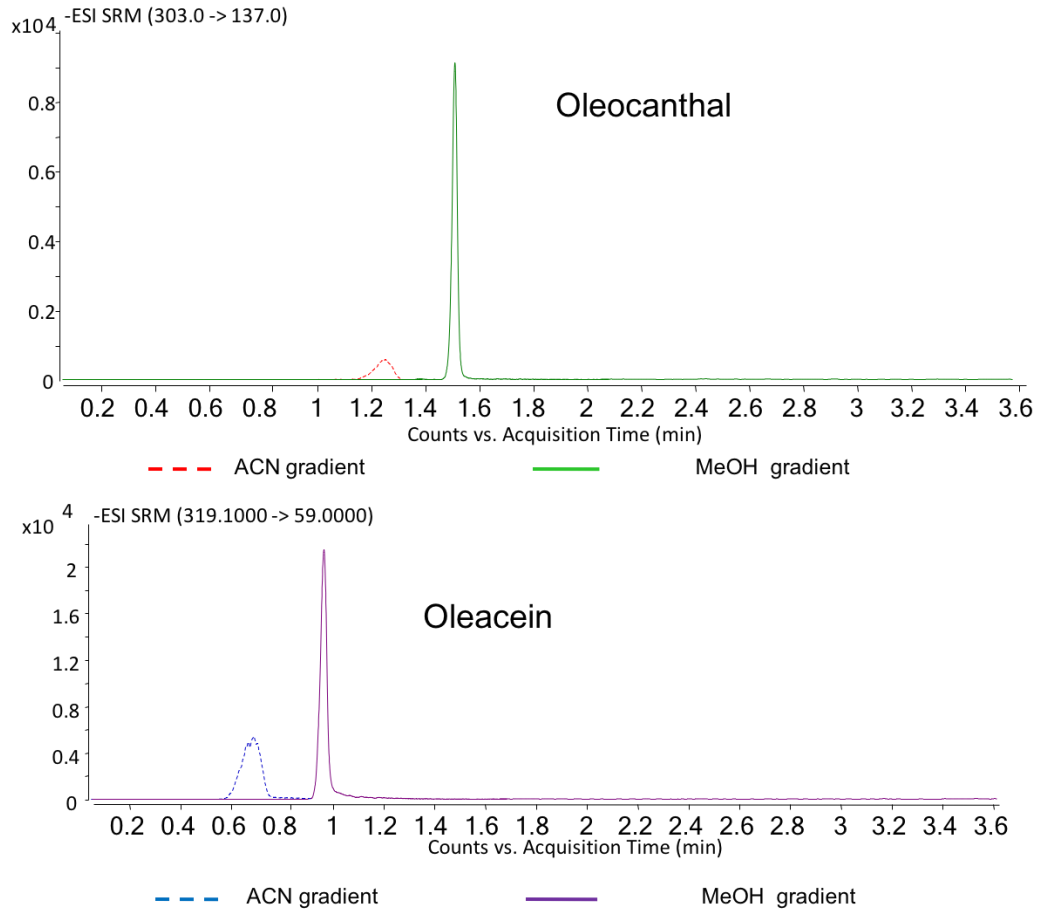 x10⁴ -ESI SRM (303.0 -> 137.0)
Oleocanthal
0.8
0.6
0.4
0.2
0
0.2 0.4 0.6 0.8 1 1.2 1.4 1.6 1.8 2 2.2 2.4 2.6 2.8 3 3.2 3.4 3.6
Counts vs. Acquisition Time (min)
ACN gradient MeOH gradient
x10 4 -ESI SRM (319.1000 -> 59.0000)
Oleacein
2
1.6
1.2
0.8
0.4
0
0.2 0.4 0.6 0.8 1 1.2 1.4 1.6 1.8 2 2.2 2.4 2.6 2.8 3 3.2 3.4 3.6
Counts vs. Acquisition Time (min)
ACN gradient MeOH gradient